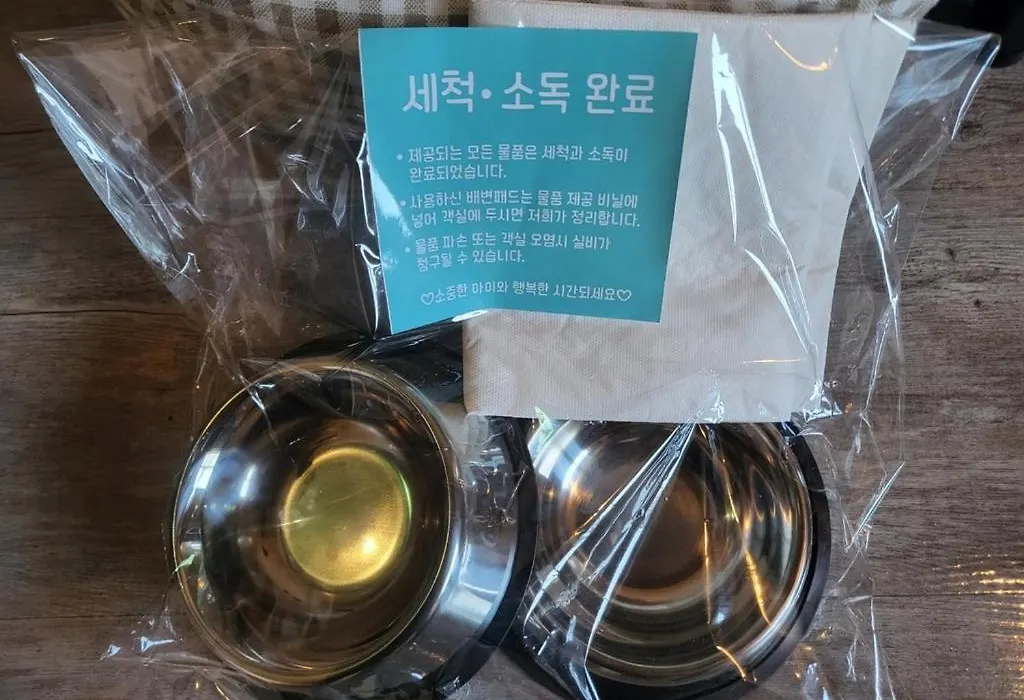 세척•소독 완료
• 제공되는 모든 물품은 세척과 소독이
완료되었습니다.
• 사용하신 배변패드는 물품 제공 비닐에
넣어 객실에 두시면 저희가 정리합니다.
• 물품 파손 또는 객실 오염시 실비가
청구될 수 있습니다.
♡소중한 아이와 행복한 시간되세요♡